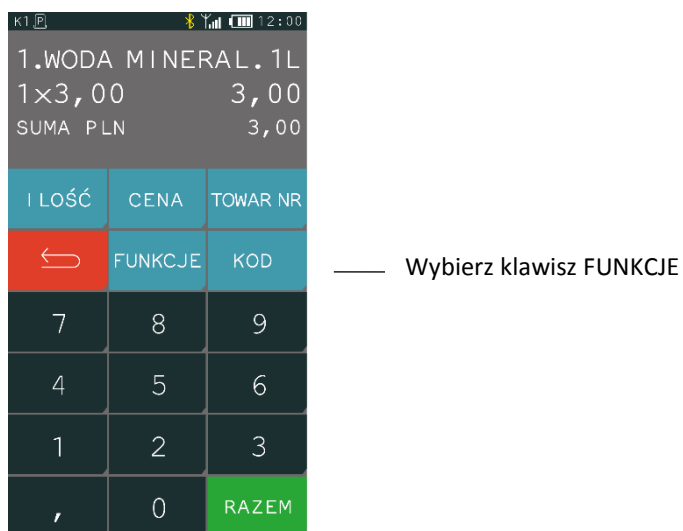 K1 P 12:00
1.WODA MINERAL.1L
1×3,00 3,00
SUMA PLN 3,00
ILOŚĆ CENA TOWAR NR
FUNKCJE KOD
Wybierz klawisz FUNKCJE
7 8 9
4 5 6
1 2 3
, 0 RAZEM